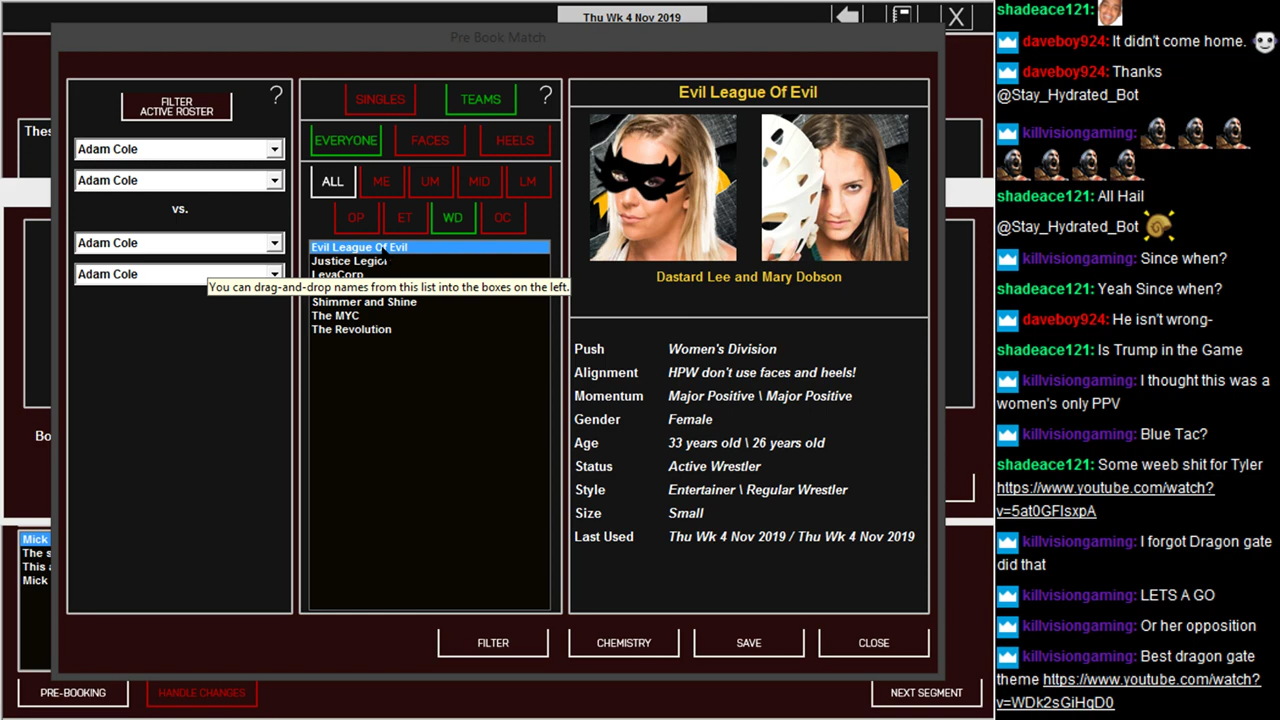 Thu Wk 4 Nov 2019
Pre Book Match
FILTER
ACTIVE ROSTER
?
Adam Cole
Adam Cole
vs.
Adam Cole
Adam Cole
SINGLES
TEAMS
?
EVERYONE
FACES
HEELS
ALL
ME
UM
MID
LM
OP
ET
WD
OC
Evil League Of Evil
Justice Legion
LevaCorp
You can drag-and-drop names from this list into the boxes on the left.
Shimmer and Shine
The MYC
The Revolution
Evil League Of Evil
Dastard Lee and Mary Dobson
Push Women's Division
Alignment HPW don't use faces and heels!
Momentum Major Positive \ Major Positive
Gender Female
Age 33 years old \ 26 years old
Status Active Wrestler
Style Entertainer \ Regular Wrestler
Size Small
Last Used Thu Wk 4 Nov 2019 / Thu Wk 4 Nov 2019
FILTER
CHEMISTRY
SAVE
CLOSE
Thes
Bo
Mick
The s
This a
Mick
PRE-BOOKING
HANDLE CHANGES
NEXT SEGMENT
shadeace121:
daveboy924: It didn't come home.
daveboy924: Thanks
@Stay_Hydrated_Bot
killvisiongaming:
shadeace121: All Hail
@Stay_Hydrated_Bot
killvisiongaming: Since when?
shadeace121: Yeah Since when?
daveboy924: He isn't wrong-
shadeace121: Is Trump in the Game
killvisiongaming: I thought this was a
women's only PPV
killvisiongaming: Blue Tac?
shadeace121: Some weeb shit for Tyler
https://www.youtube.com/watch?
v=5at0GFIsxpA
killvisiongaming: I forgot Dragon gate
did that
killvisiongaming: LETS A GO
killvisiongaming: Or her opposition
killvisiongaming: Best dragon gate
theme https://www.youtube.com/watch?
v=WDk2sGiHqD0